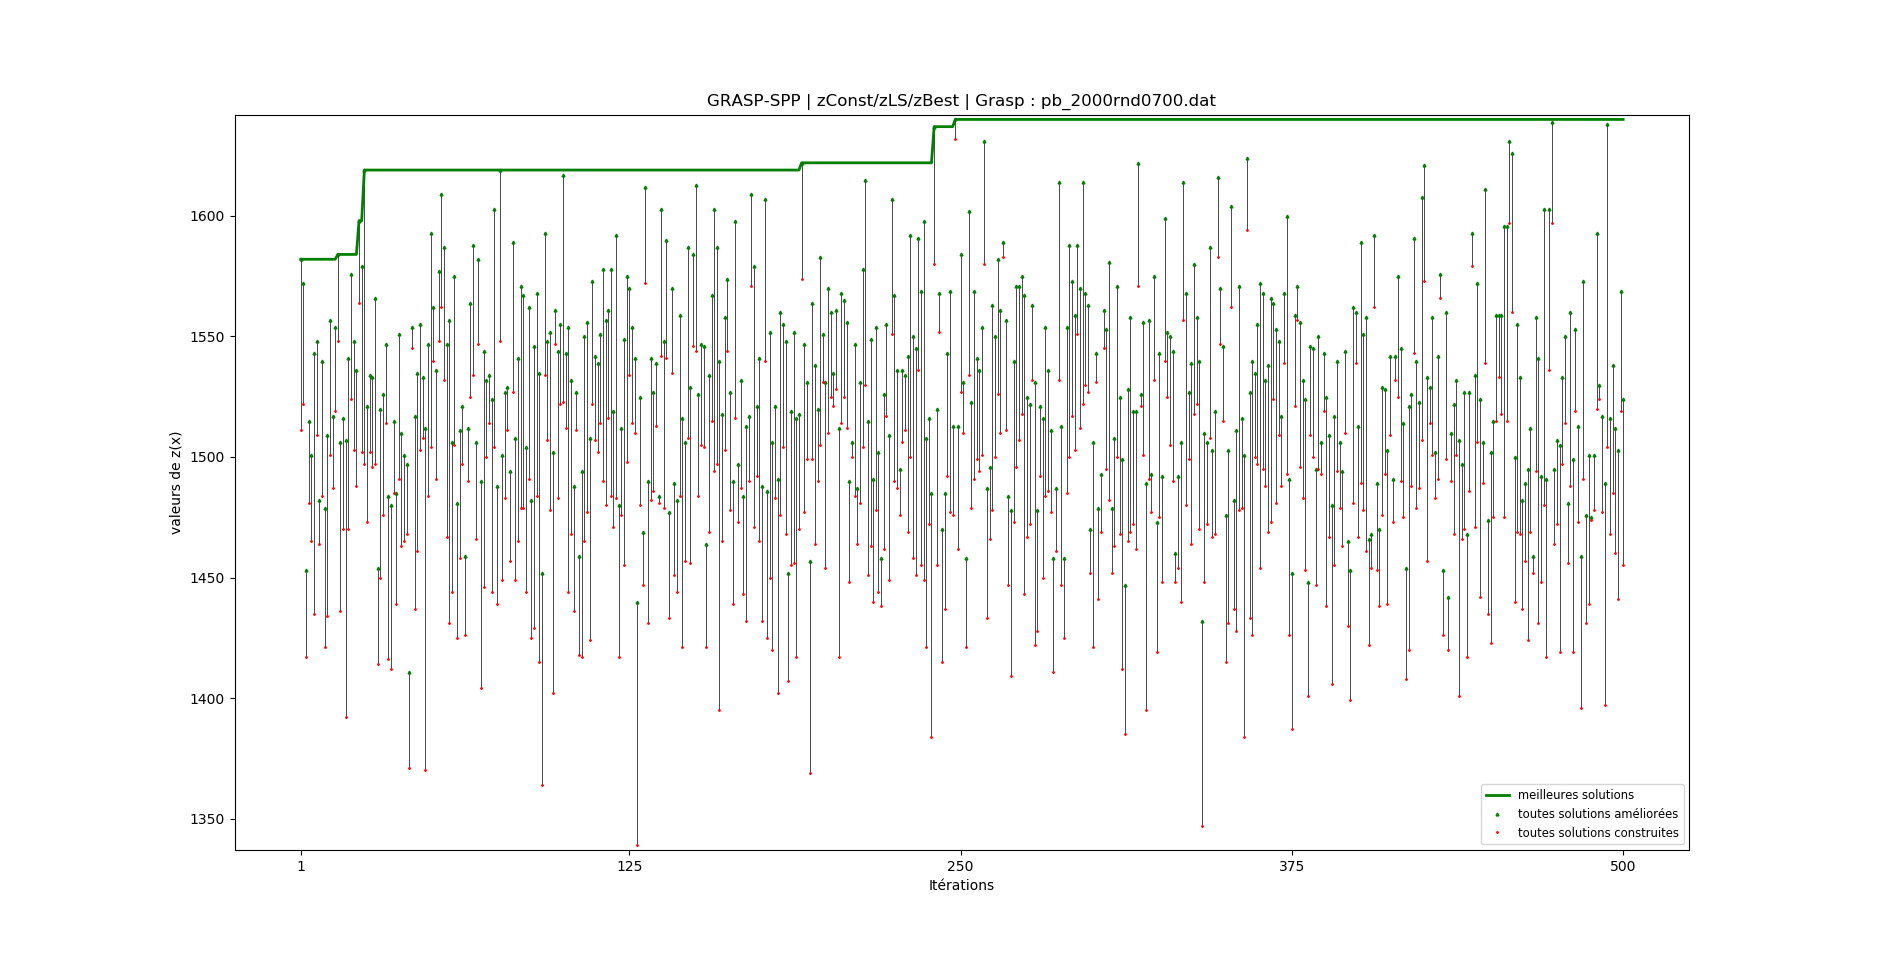 GRASP-SPP | zConst/zLS/zBest | Grasp : pb_2000rnd0700.dat
valeurs de z(x)
1600
1550
1500
1450
1400
1350
1 125 250 375 500
Itérations
meilleures solutions
toutes solutions améliorées
toutes solutions construites